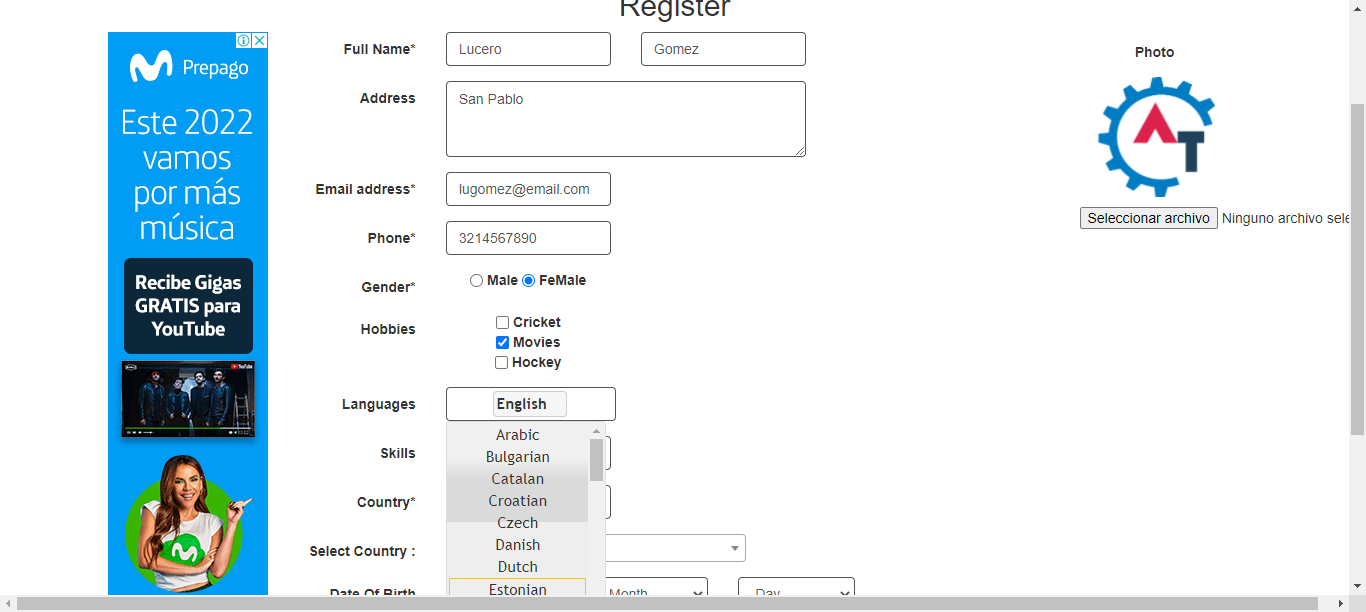 Register
Prepago
Este 2022
vamos
por más
música
Recibe Gigas
GRATIS para
YouTube
YouTube
Full Name*
Lucero
Gomez
Address
San Pablo
Email address*
lugomez@email.com
Phone*
3214567890
Gender*
Male
FeMale
Hobbies
Cricket
Movies
Hockey
Languages
English
Arabic
Bulgarian
Catalan
Croatian
Czech
Danish
Dutch
Estonian
Skills
Country*
Select Country :
Date Of Birth
Month
Day
Photo
AT
Seleccionar archivo
Ninguno archivo sele